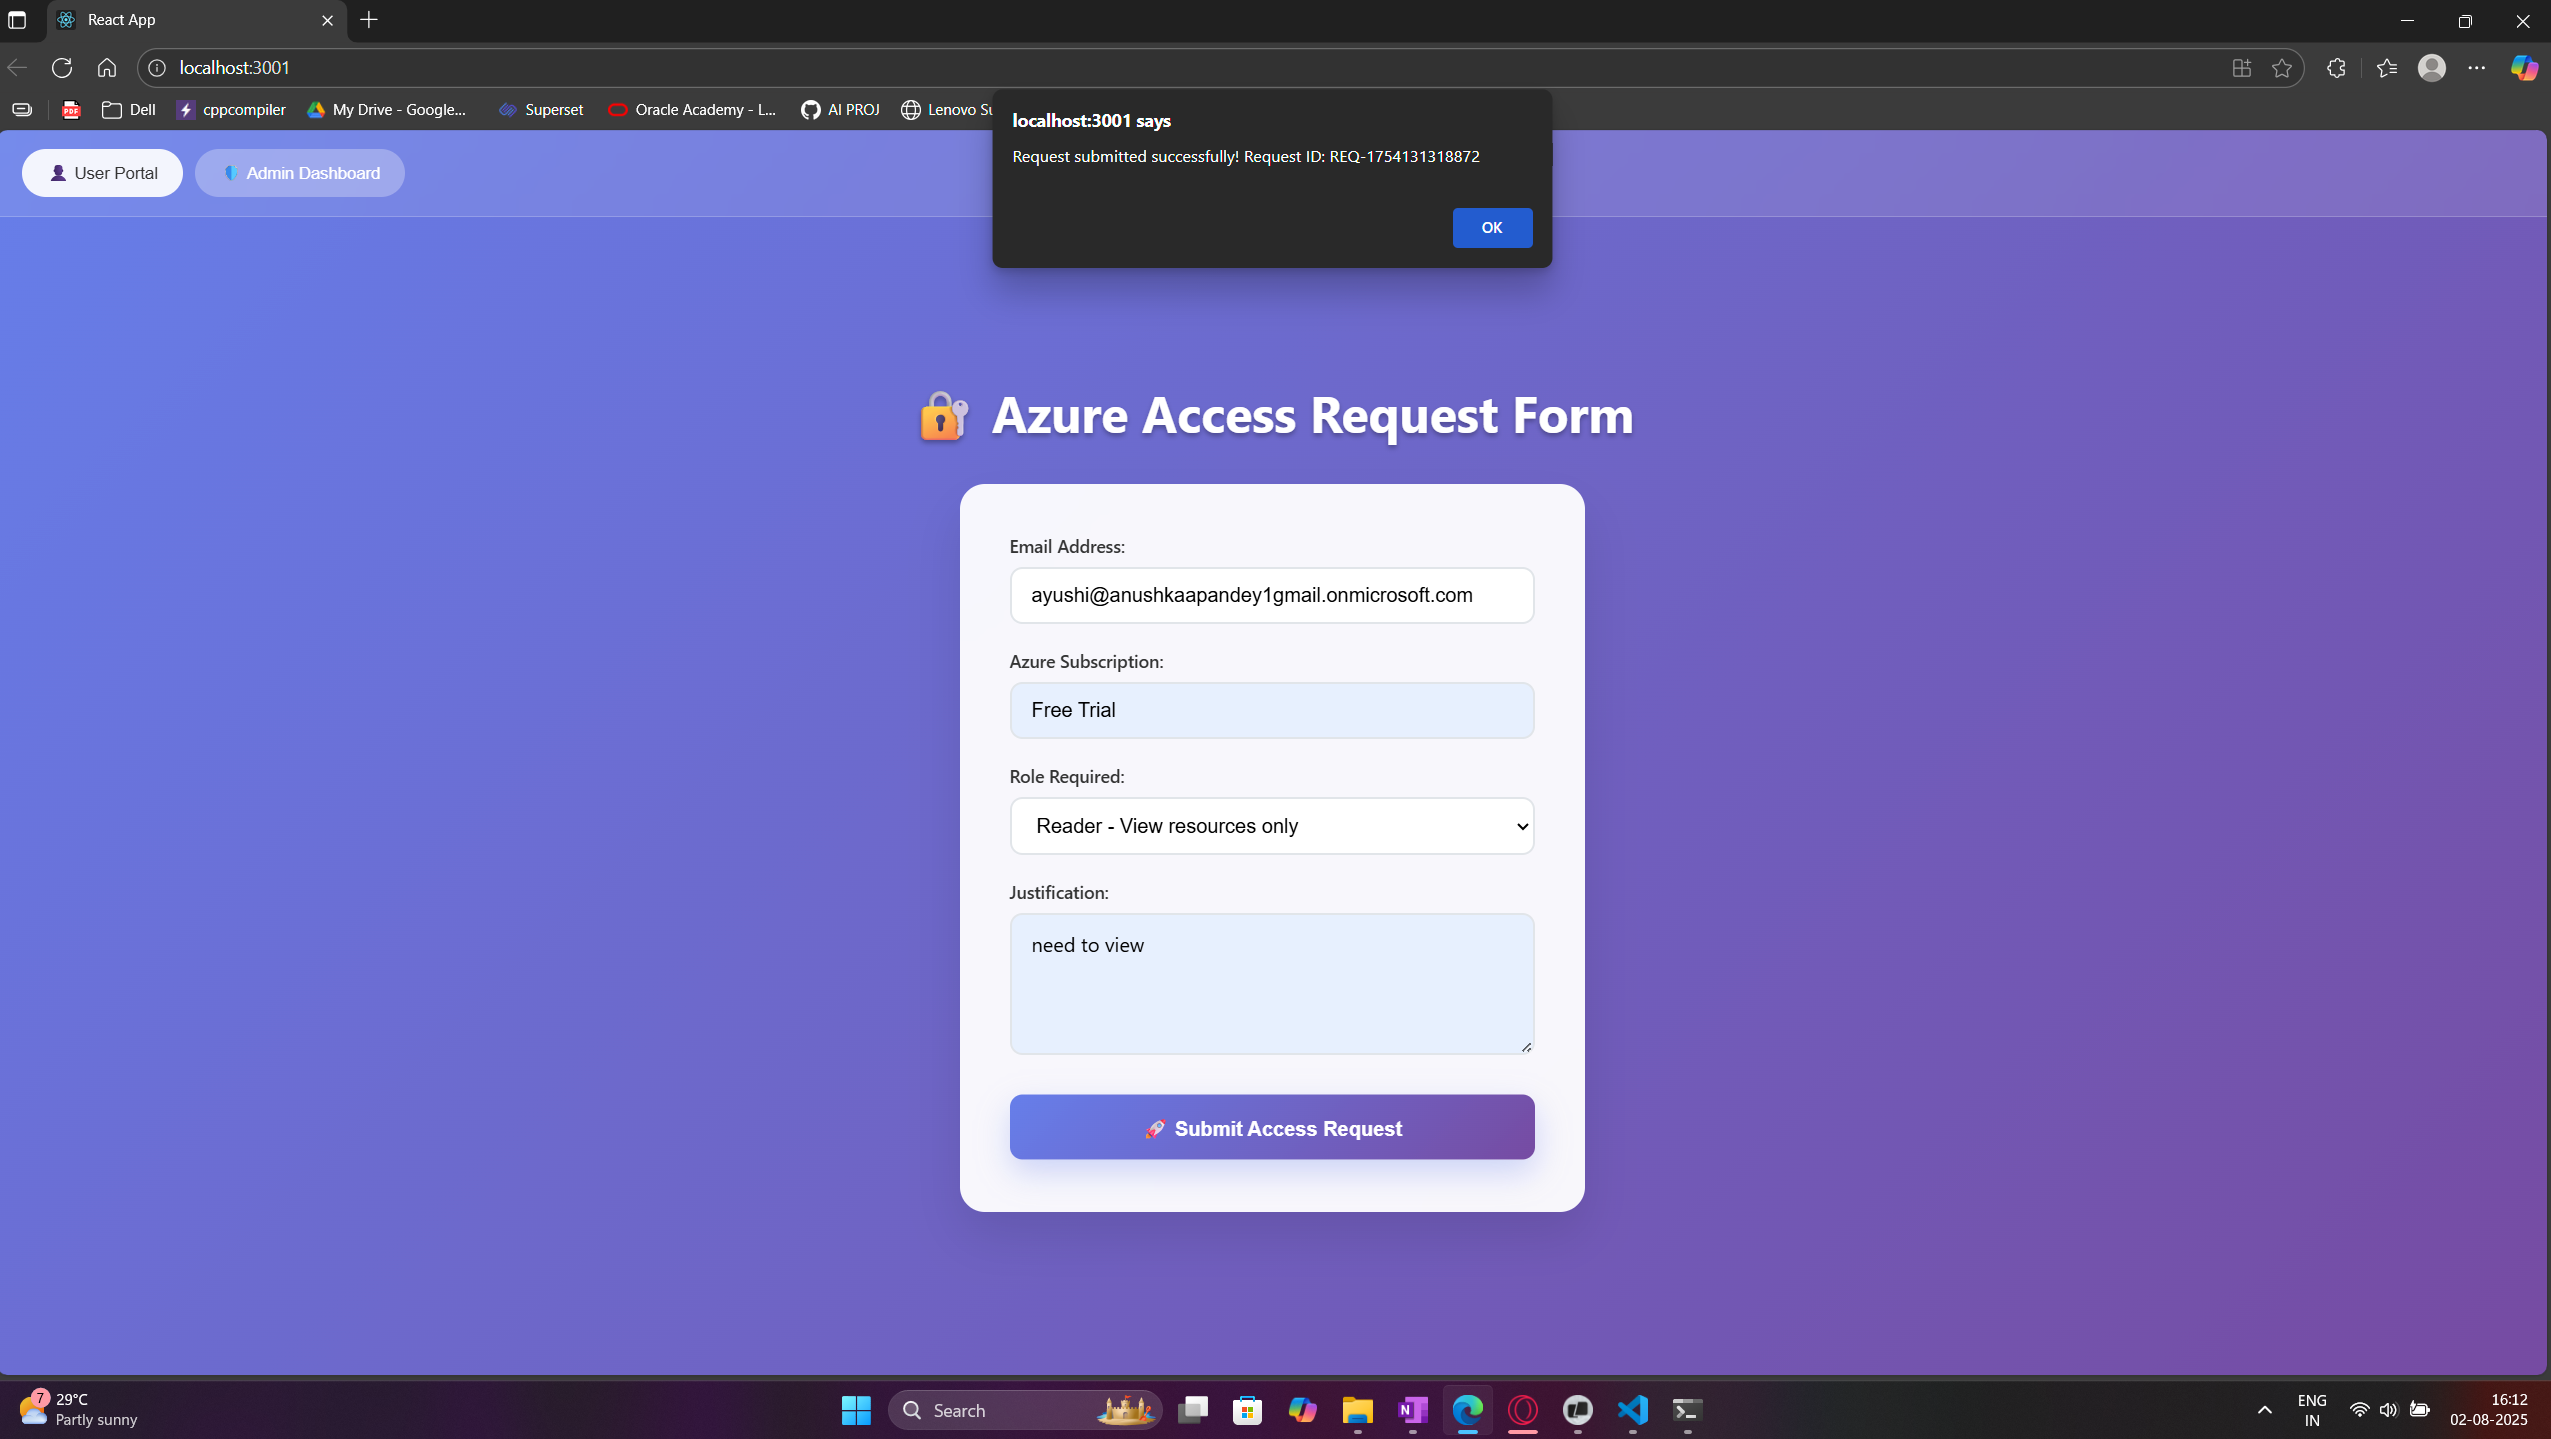 React App
localhost:3001
Dell
cppcompiler
My Drive - Google...
Superset
Oracle Academy - L...
AI PROJ
Lenovo Su
localhost:3001 says
Request submitted successfully! Request ID: REQ-1754131318872
OK
User Portal
Admin Dashboard
Azure Access Request Form
Email Address:
ayushi@anushkaapandey1gmail.onmicrosoft.com
Azure Subscription:
Free Trial
Role Required:
Reader - View resources only
Justification:
need to view
Submit Access Request
7
29°C
Partly sunny
Search
ENG
IN
16:12
02-08-2025